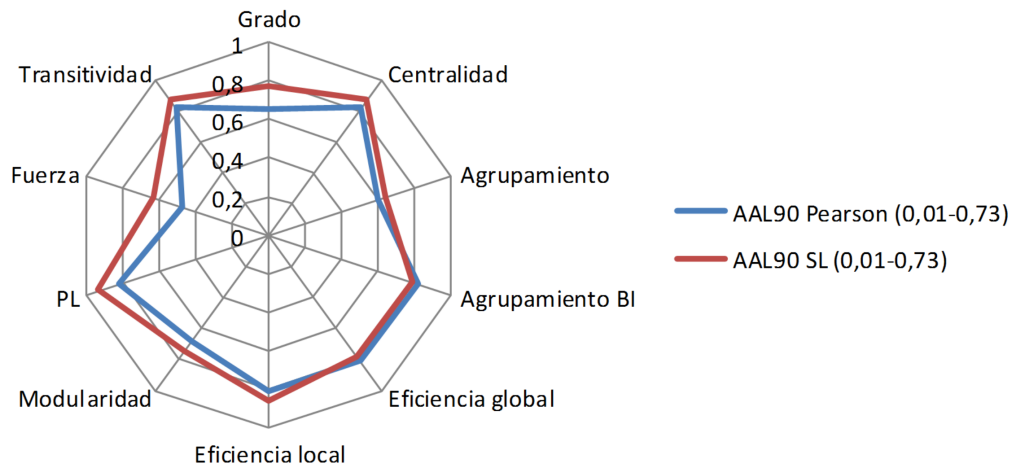 Grado
1
Transitividad
Centralidad
0,8
0,6
Fuerza
0,4
Agrupamiento
0,2
AAL90 Pearson (0,01-0,73)
0
AAL90 SL (0,01-0,73)
PL
Agrupamiento BI
Modularidad
Eficiencia global
Eficiencia local